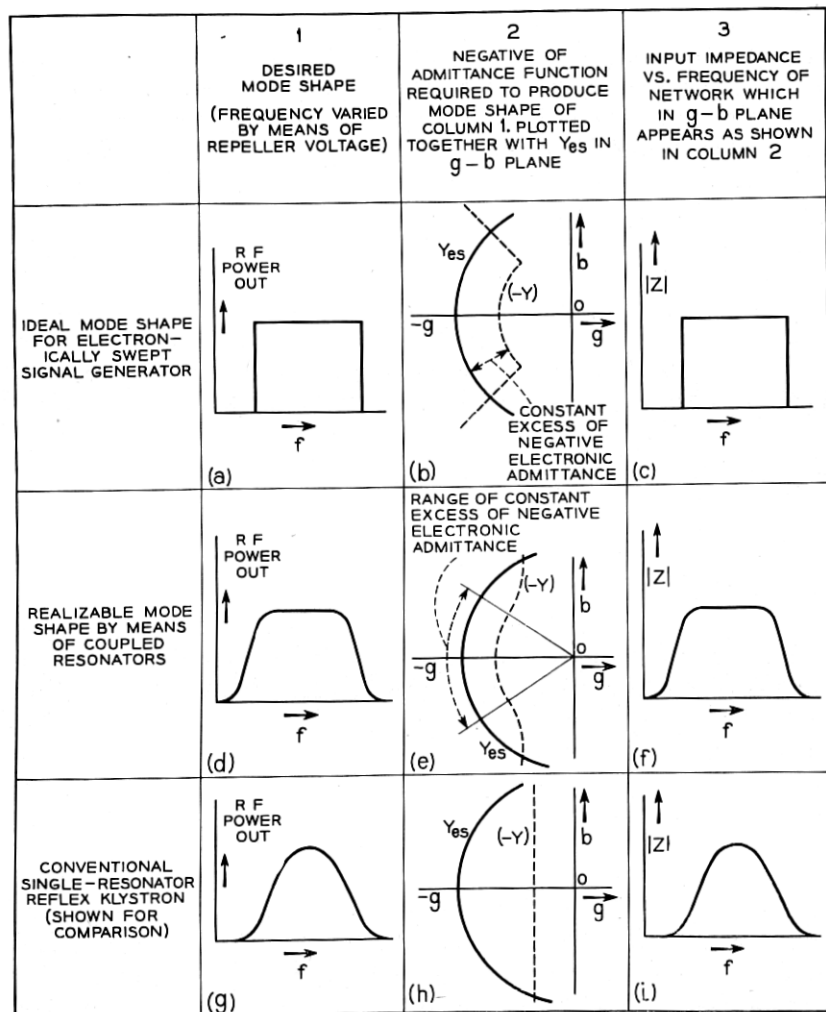 1
DESIRED
MODE SHAPE
(FREQUENCY VARIED
BY MEANS OF
REPELLER VOLTAGE)
2
NEGATIVE OF
ADMITTANCE FUNCTION
REQUIRED TO PRODUCE
MODE SHAPE OF
COLUMN 1. PLOTTED
TOGETHER WITH Yes IN
g-b PLANE
3
INPUT IMPEDANCE
VS. FREQUENCY OF
NETWORK WHICH
IN g-b PLANE
APPEARS AS SHOWN
IN COLUMN 2
IDEAL MODE SHAPE
FOR ELECTRON-
ICALLY SWEPT
SIGNAL GENERATOR
R F
POWER
OUT
f
(a)
Yes
(-Y)
b
o
-g
g
CONSTANT
EXCESS OF
NEGATIVE
ELECTRONIC
ADMITTANCE
(b)
|Z|
f
(c)
REALIZABLE MODE
SHAPE BY MEANS
OF COUPLED
RESONATORS
R F
POWER
OUT
f
(d)
RANGE OF CONSTANT
EXCESS OF NEGATIVE
ELECTRONIC
ADMITTANCE
(-Y)
b
o
-g
g
Yes
(e)
|Z|
f
(f)
CONVENTIONAL
SINGLE-RESONATOR
REFLEX KLYSTRON
(SHOWN FOR
COMPARISON)
R F
POWER
OUT
f
(g)
Yes
(-Y)
b
o
-g
g
(h)
|Z|
f
(i)